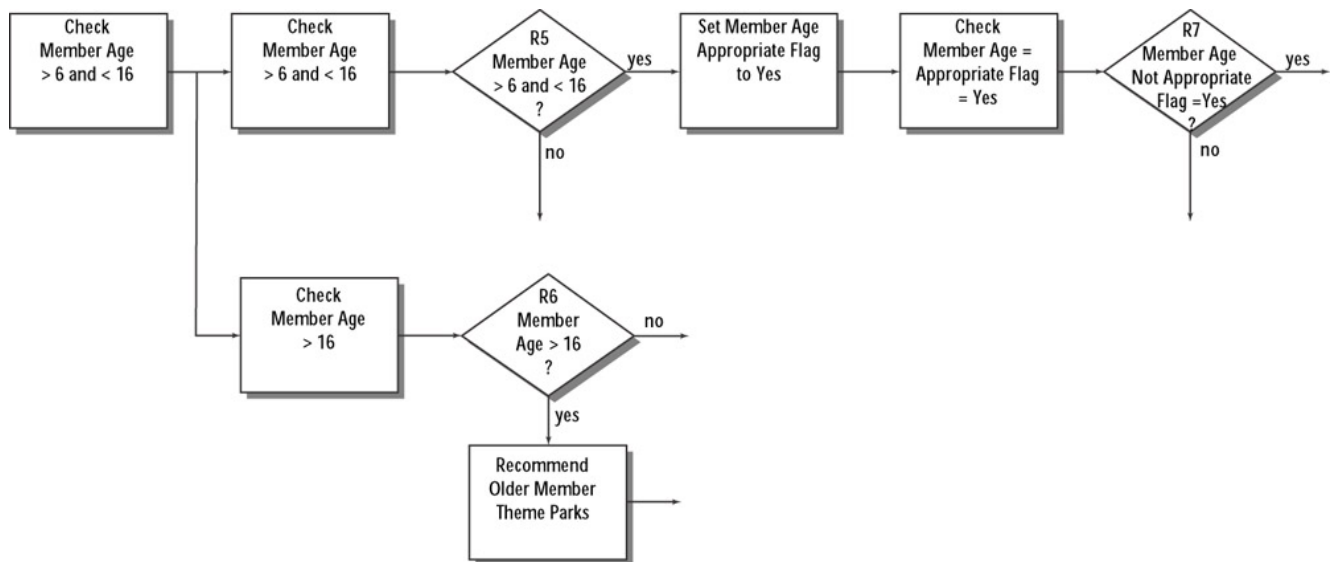 Check
Member Age
> 6 and < 16
Check
Member Age
> 6 and < 16
R5
Member Age
> 6 and < 16
?
yes
no
Set Member Age
Appropriate Flag
to Yes
Check
Member Age =
Appropriate Flag
= Yes
R7
Member Age
Not Appropriate
Flag =Yes
?
yes
no
Check
Member Age
> 16
R6
Member
Age > 16
?
no
yes
Recommend
Older Member
Theme Parks